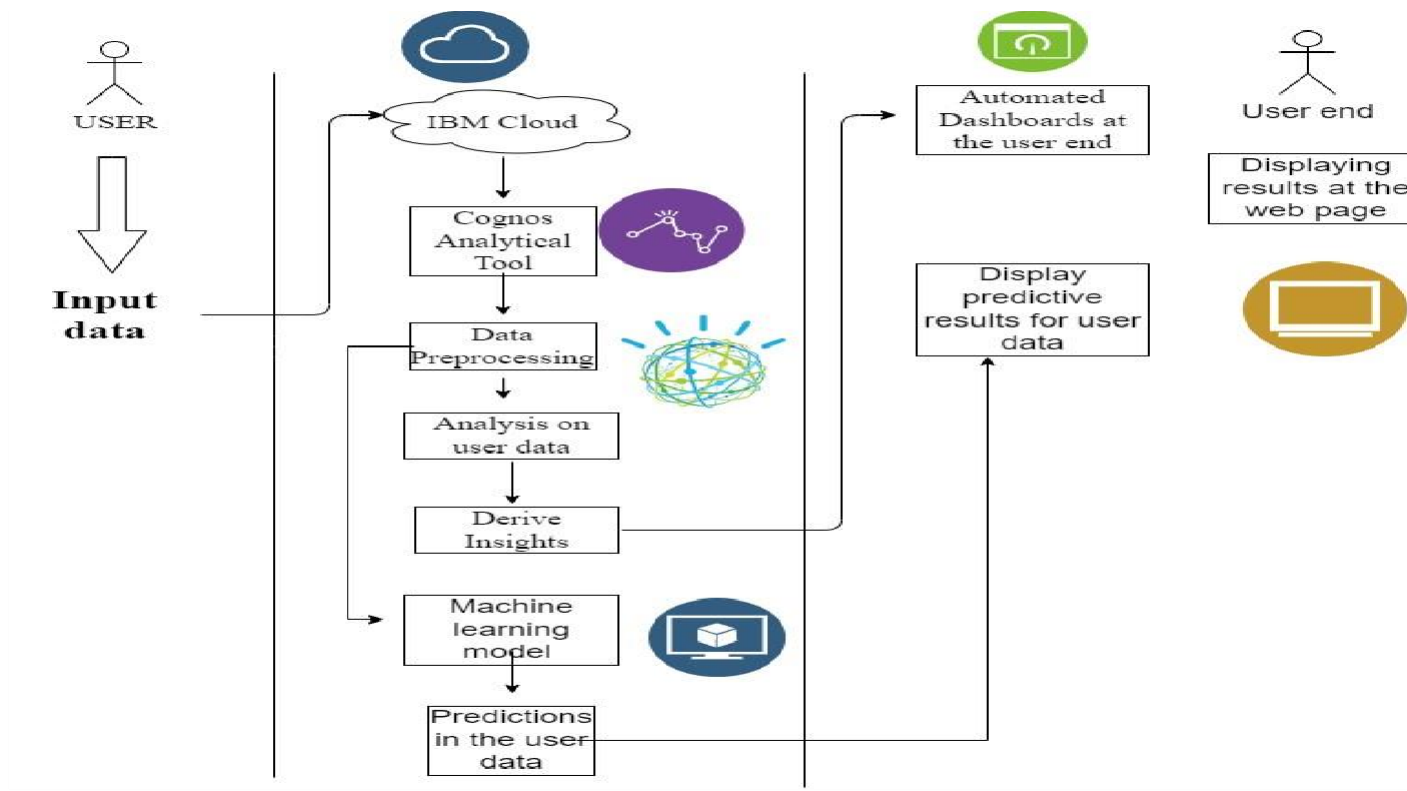 USER
Input
data
IBM Cloud
Cognos
Analytical
Tool
Data
Preprocessing
Analysis on
user data
Derive
Insights
Machine
learning
model
Predictions
in the user
data
Automated
Dashboards at
the user end
Display
predictive
results for user
data
User end
Displaying
results at the
web page